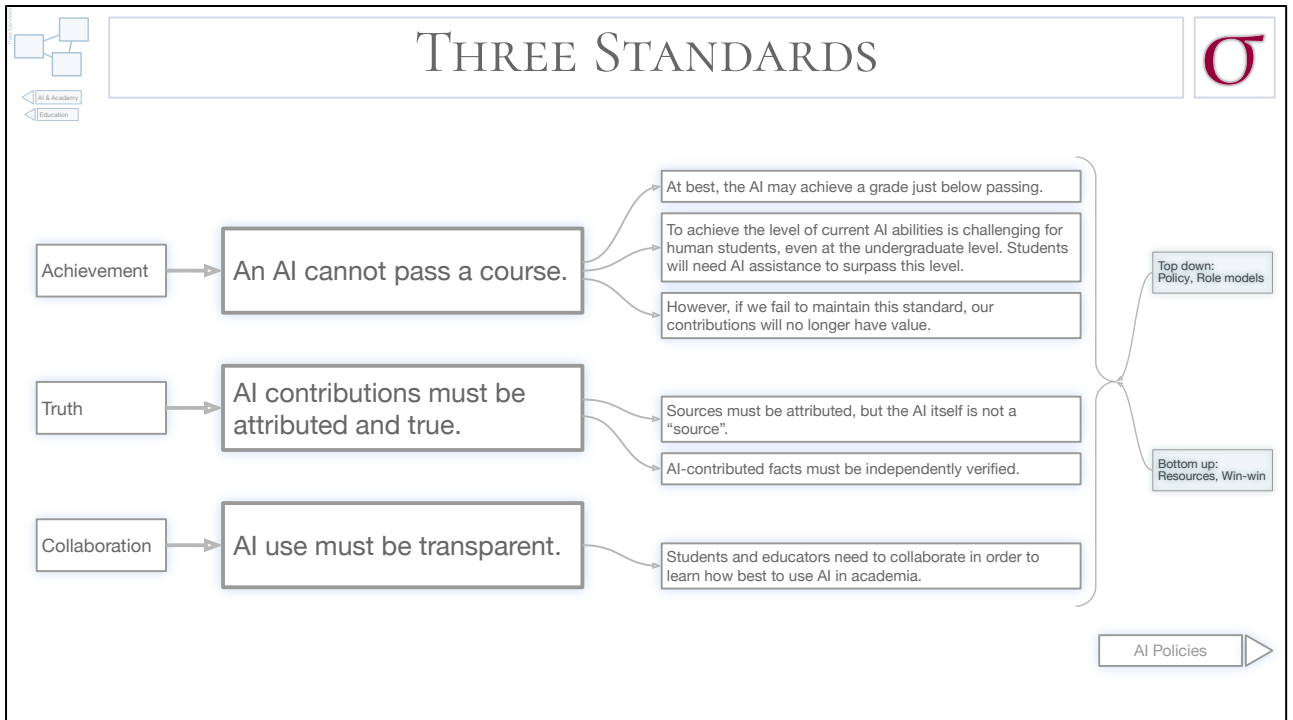 THREE STANDARDS
σ
AI & Academy
Education
Achievement
An AI cannot pass a course.
At best, the AI may achieve a grade just below passing.
To achieve the level of current AI abilities is challenging for
human students, even at the undergraduate level. Students
will need AI assistance to surpass this level.
However, if we fail to maintain this standard, our
contributions will no longer have value.
Truth
AI contributions must be
attributed and true.
Sources must be attributed, but the AI itself is not a
“source”.
AI-contributed facts must be independently verified.
Collaboration
AI use must be transparent.
Students and educators need to collaborate in order to
learn how best to use AI in academia.
Top down:
Policy, Role models
Bottom up:
Resources, Win-win
AI Policies